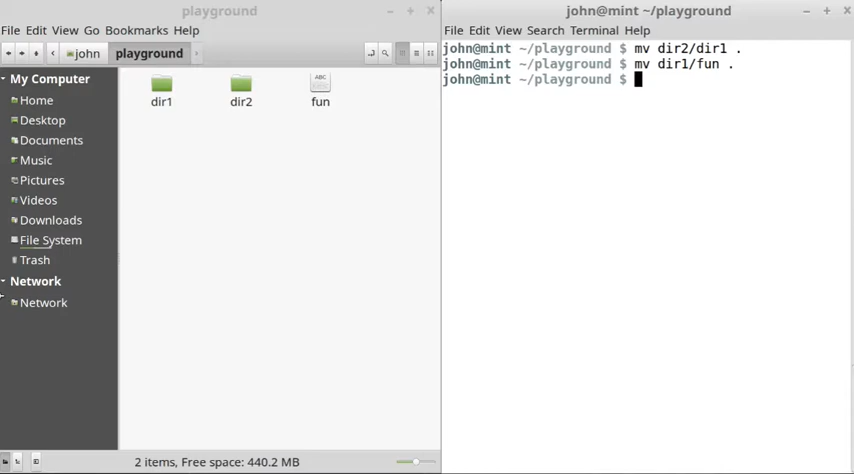 playground
File Edit View Go Bookmarks Help
john playground
My Computer
Home
Desktop
Documents
Music
Pictures
Videos
Downloads
File System
Trash
Network
Network
dir1 dir2 fun
ABC
2 items, Free space: 440.2 MB
john@mint ~/playground
File Edit View Search Terminal Help
john@mint ~/playground $ mv dir2/dir1 .
john@mint ~/playground $ mv dir1/fun .
john@mint ~/playground $